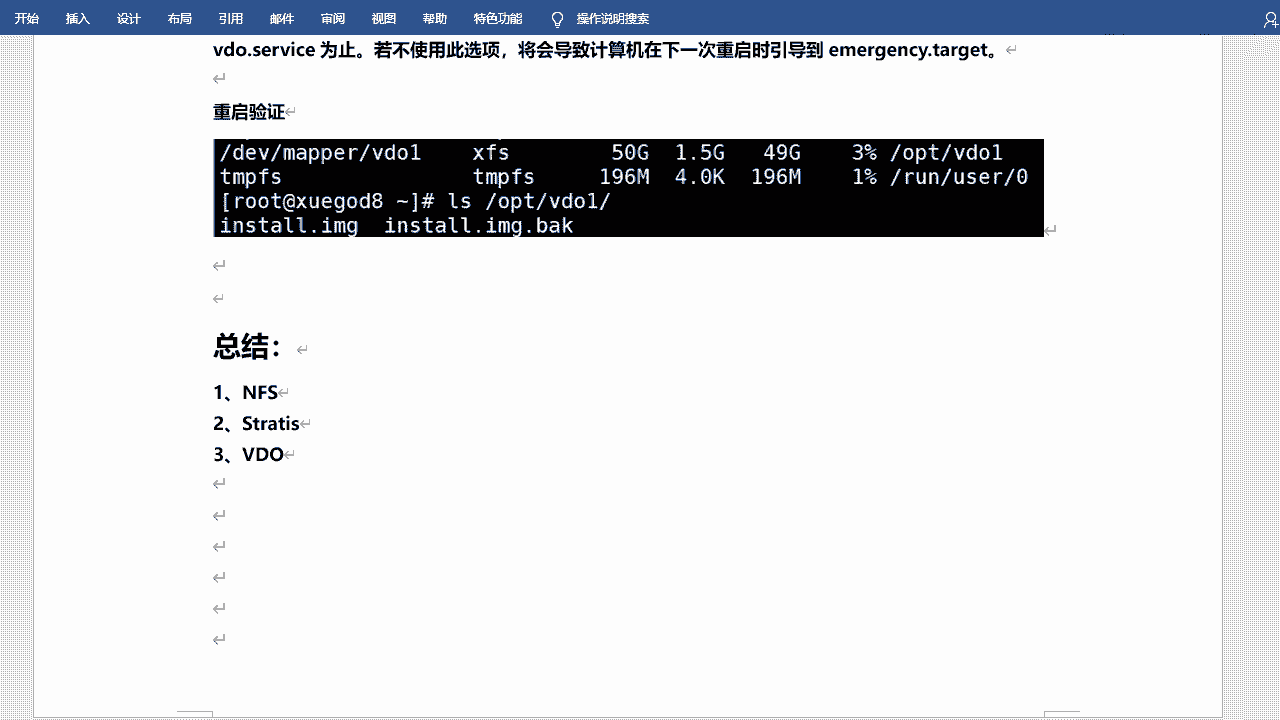 开始 插入 设计 布局 引用 邮件 审阅 视图 帮助 特色功能 操作说明搜索
vdo.service 为止。若不使用此选项，将会导致计算机在下一次重启时引导到 emergency.target。
重启验证
/dev/mapper/vdo1 xfs 50G 1.5G 49G 3% /opt/vdo1
tmpfs tmpfs 196M 4.0K 196M 1% /run/user/0
[root@xuegod8 ~]# ls /opt/vdo1/
install.img install.img.bak
总结：
1、NFS
2、Stratis
3、VDO